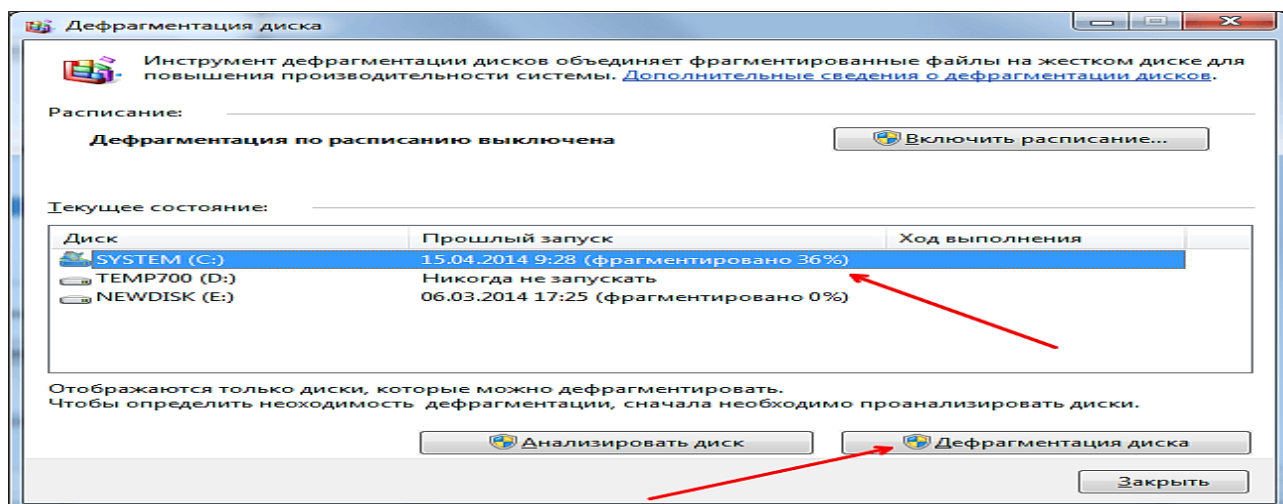 Дефрагментация диска
Инструмент дефрагментации дисков объединяет фрагментированные файлы на жестком диске для
повышения производительности системы. Дополнительные сведения о дефрагментации дисков.
Расписание:
Дефрагментация по расписанию выключена
Включить расписание...
Текущее состояние:
Диск Прошлый запуск Ход выполнения
SYSTEM (C:) 15.04.2014 9:28 (фрагментировано 36%)
TEMP700 (D:) Никогда не запускать
NEWDISK (E:) 06.03.2014 17:25 (фрагментировано 0%)
Отображаются только диски, которые можно дефрагментировать.
Чтобы определить неоходимость дефрагментации, сначала необходимо проанализировать диски.
Анализировать диск Дефрагментация диска
Закрыть